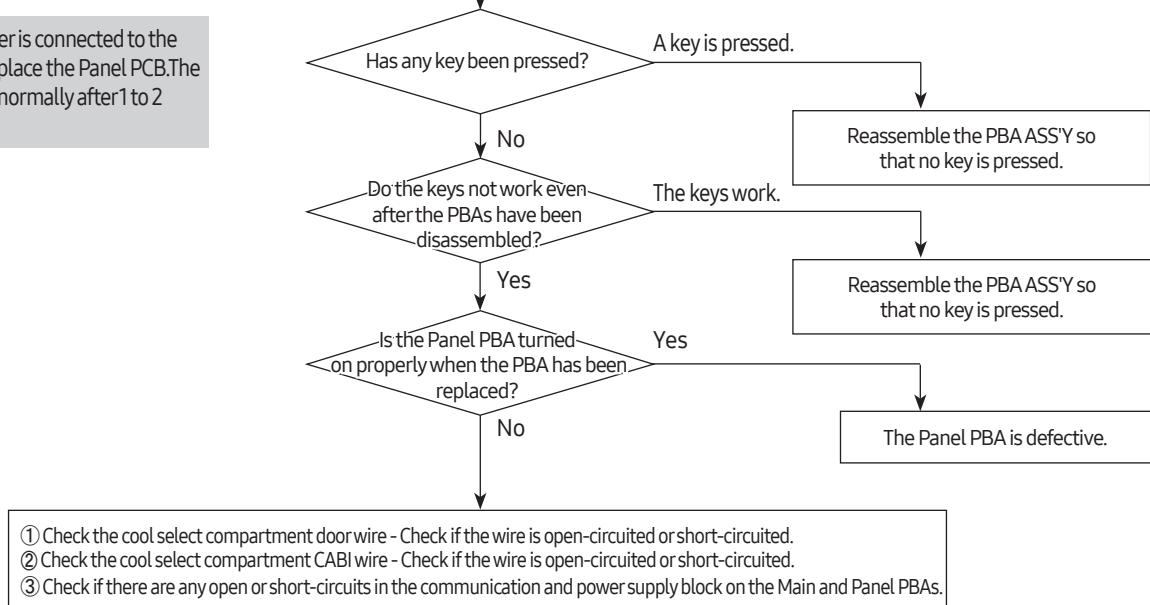 er is connected to the
place the Panel PCB.The
normally after 1 to 2
Has any key been pressed?
A key is pressed.
Reassemble the PBA ASS'Y so
that no key is pressed.
No
Do the keys not work even
after the PBAs have been
disassembled?
The keys work.
Reassemble the PBA ASS'Y so
that no key is pressed.
Yes
Is the Panel PBA turned
on properly when the PBA has been
replaced?
Yes
The Panel PBA is defective.
No
① Check the cool select compartment door wire - Check if the wire is open-circuited or short-circuited.
② Check the cool select compartment CABI wire - Check if the wire is open-circuited or short-circuited.
③ Check if there are any open or short-circuits in the communication and power supply block on the Main and Panel PBAs.